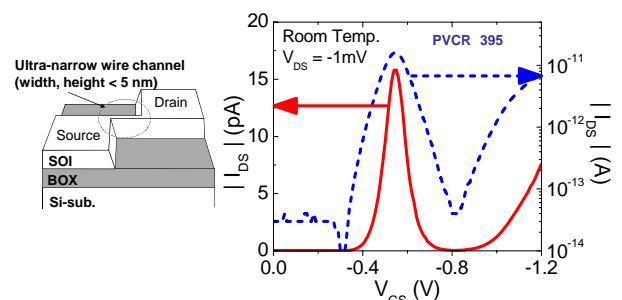 Ultra-narrow wire channel
(width, height < 5 nm)
Drain
Source
SOI
BOX
Si-sub.
Room Temp.
V_DS = -1mV
PVCR 395
| I_DS | (pA)
20
15
10
5
0
0.0
-0.4
-0.8
-1.2
V_GS (V)
10^-11
10^-12
10^-13
10^-14
| I_DS | (A)